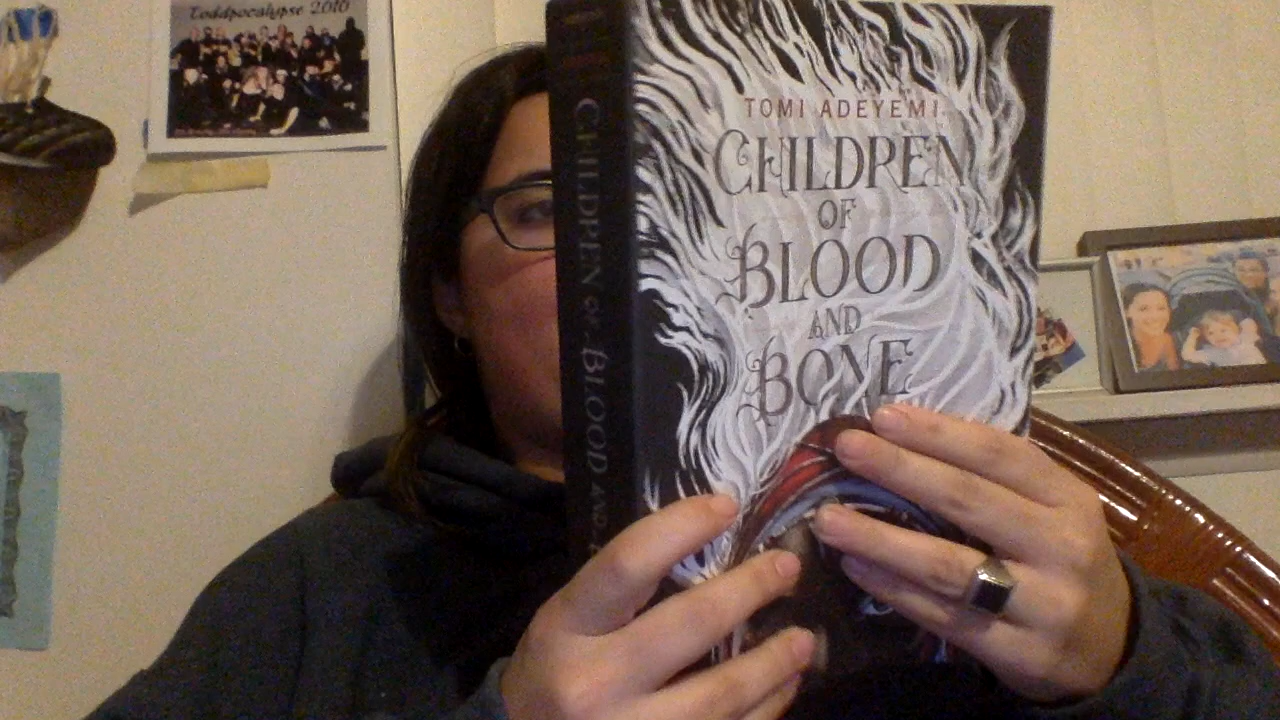 Toddpocalypse 2010
CHILDREN OF BLOOD AND
TOMI ADEYEMI
CHILDREN
OF
BLOOD
AND
BONE